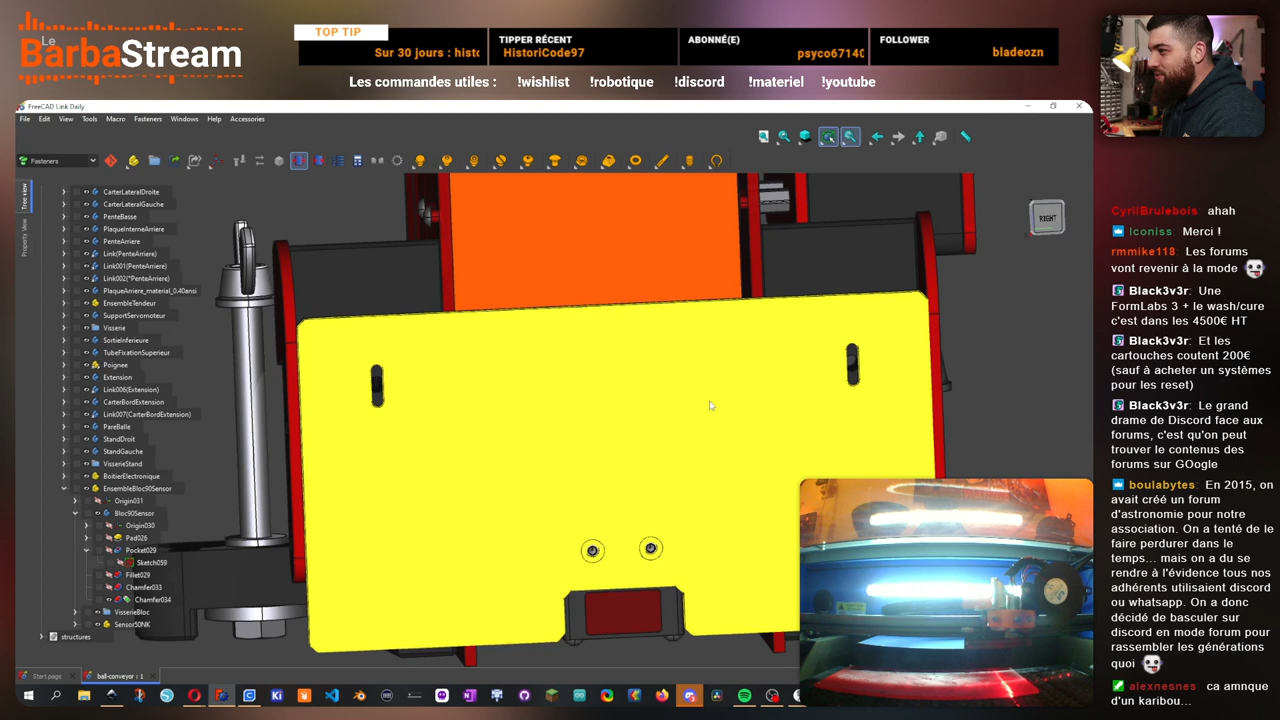 Le
BarbaStream
TOP TIP
Sur 30 jours : histo
TIPPER RÉCENT
HistoriCode97
ABONNÉ(E)
psyco67140
FOLLOWER
bladeozn
Les commandes utiles : !wishlist !robotique !discord !materiel !youtube
FreeCAD Link Daily
File Edit View Tools Macro Fasteners Windows Help Accessories
Fasteners
Tree view
Property View
CarterLateralDroite
CarterLateralGauche
PenteBasse
PlaqueInterneArriere
PenteArriere
Link(PenteArriere)
Link001(PenteArriere)
Link002(*PenteArriere)
PlaqueArriere_material_0.40ansi
EnsembleTendeur
SupportServomoteur
Visserie
SortieInferieure
TubeFixationSuperieur
Poignee
Extension
Link006(Extension)
CarterBordExtension
Link007(CarterBordExtension)
PareBalle
StandDroit
StandGauche
VisserieStand
BoitierElectronique
EnsembleBloc90Sensor
Origin031
Bloc90Sensor
Origin030
Pad026
Pocket029
Sketch059
Fillet029
Chamfer033
Chamfer034
VisserieBloc
Sensor50NK
structures
RIGHT
Start page
ball-conveyor : 1
CyrilBrulebois ahah
Iconiss Merci !
rmmike118: Les forums
vont revenir à la mode
Black3v3r: Une
FormLabs 3 + le wash/cure
c'est dans les 4500€ HT
Black3v3r: Et les
cartouches coutent 200€
(sauf à acheter un systèmes
pour les reset)
Black3v3r: Le grand
drame de Discord face aux
forums, c'est qu'on peut
trouver le contenus des
forums sur GOogle
boulabytes: En 2015, on
avait créé un forum
d'astronomie pour notre
association. On a tenté de le
faire perdurer dans le
temps... mais on a du se
rendre à l'évidence tous nos
adhérents utilisaient discord
ou whatsapp. On a donc
décidé de basculer sur
discord en mode forum pour
rassembler les générations
quoi
alexnesnes: ca amnque
d'un karibou...